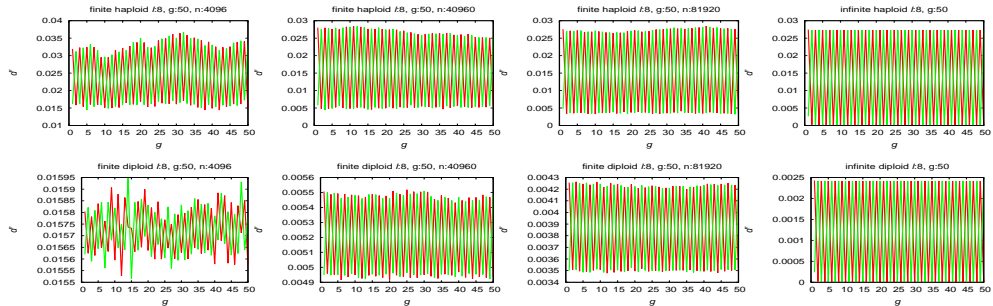 finite haploid ℓ:8, g:50, n:4096
0.04
0.035
0.03
0.025
0.02
0.015
0.01
d'
0 5 10 15 20 25 30 35 40 45 50
g
finite haploid ℓ:8, g:50, n:40960
0.03
0.025
0.02
0.015
0.01
0.005
0
d'
0 5 10 15 20 25 30 35 40 45 50
g
finite haploid ℓ:8, g:50, n:81920
0.03
0.025
0.02
0.015
0.01
0.005
0
d'
0 5 10 15 20 25 30 35 40 45 50
g
infinite haploid ℓ:8, g:50
0.03
0.025
0.02
0.015
0.01
0.005
0
d'
0 5 10 15 20 25 30 35 40 45 50
g
finite diploid ℓ:8, g:50, n:4096
0.01595
0.0159
0.01585
0.0158
0.01575
0.0157
0.01565
0.0156
0.01555
0.0155
d'
0 5 10 15 20 25 30 35 40 45 50
g
finite diploid ℓ:8, g:50, n:40960
0.0056
0.0055
0.0054
0.0053
0.0052
0.0051
0.005
0.0049
d'
0 5 10 15 20 25 30 35 40 45 50
g
finite diploid ℓ:8, g:50, n:81920
0.0043
0.0042
0.0041
0.004
0.0039
0.0038
0.0037
0.0036
0.0035
0.0034
d'
0 5 10 15 20 25 30 35 40 45 50
g
infinite diploid ℓ:8, g:50
0.0025
0.002
0.0015
0.001
0.0005
0
d'
0 5 10 15 20 25 30 35 40 45 50
g